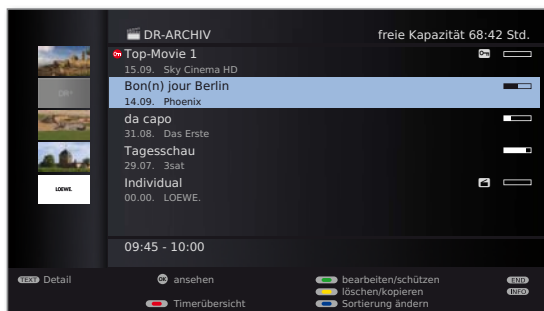 DR-ARCHIV freie Kapazität 68:42 Std.
Top-Movie 1
15.09. Sky Cinema HD
DR+
Bon(n) jour Berlin
14.09. Phoenix
da capo
31.08. Das Erste
Tagesschau
29.07. 3sat
LOEWE.
Individual
00.00. LOEWE.
09:45 - 10:00
TEXT Detail OK ansehen bearbeiten/schützen END
löschen/kopieren INFO
Timerübersicht Sortierung ändern